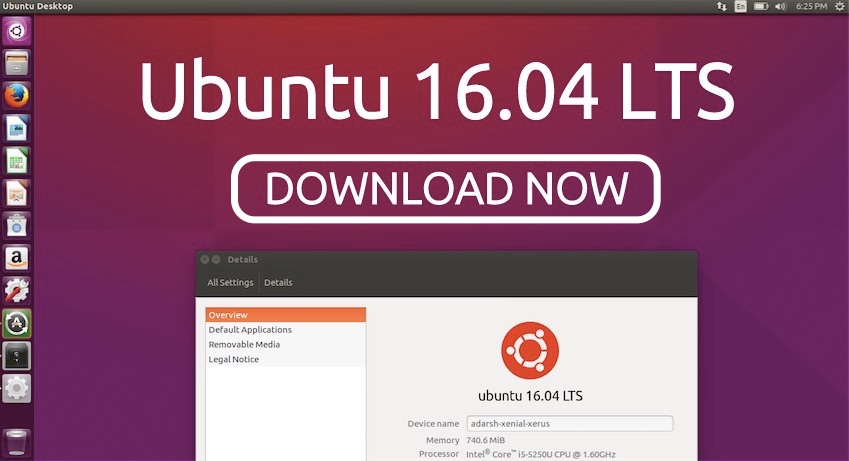 Ubuntu Desktop
En
6:25 PM
Ubuntu 16.04 LTS
DOWNLOAD NOW
Details
All Settings
Details
Overview
Default Applications
Removable Media
Legal Notice
ubuntu 16.04 LTS
Device name adarsh-xenial-xerus
Memory 740.6 MiB
Processor Intel® Core™ i5-5250U CPU @ 1.60GHz